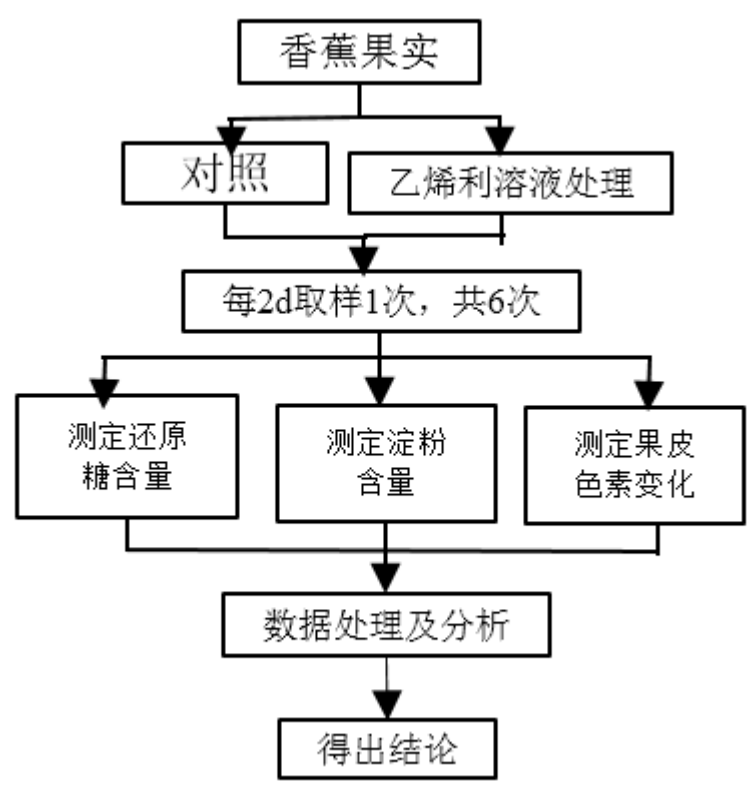 香蕉果实
对照
乙烯利溶液处理
每2d取样1次，共6次
测定还原
糖含量
测定淀粉
含量
测定果皮
色素变化
数据处理及分析
得出结论